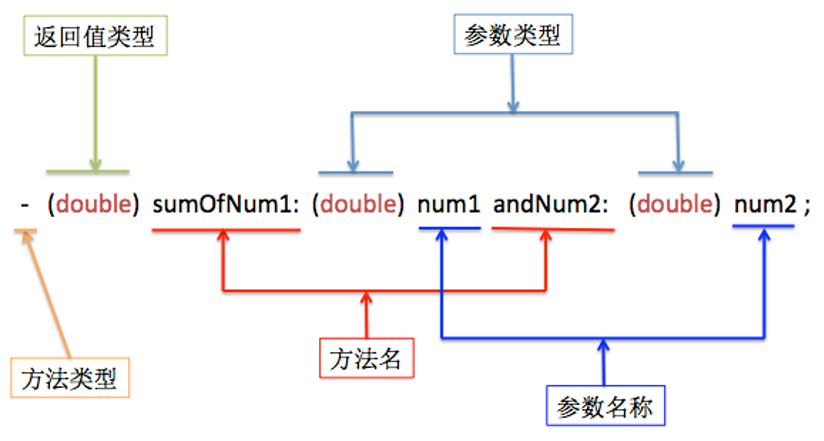 返回值类型
参数类型
- (double) sumOfNum1: (double) num1 andNum2: (double) num2 ;
方法类型
方法名
参数名称